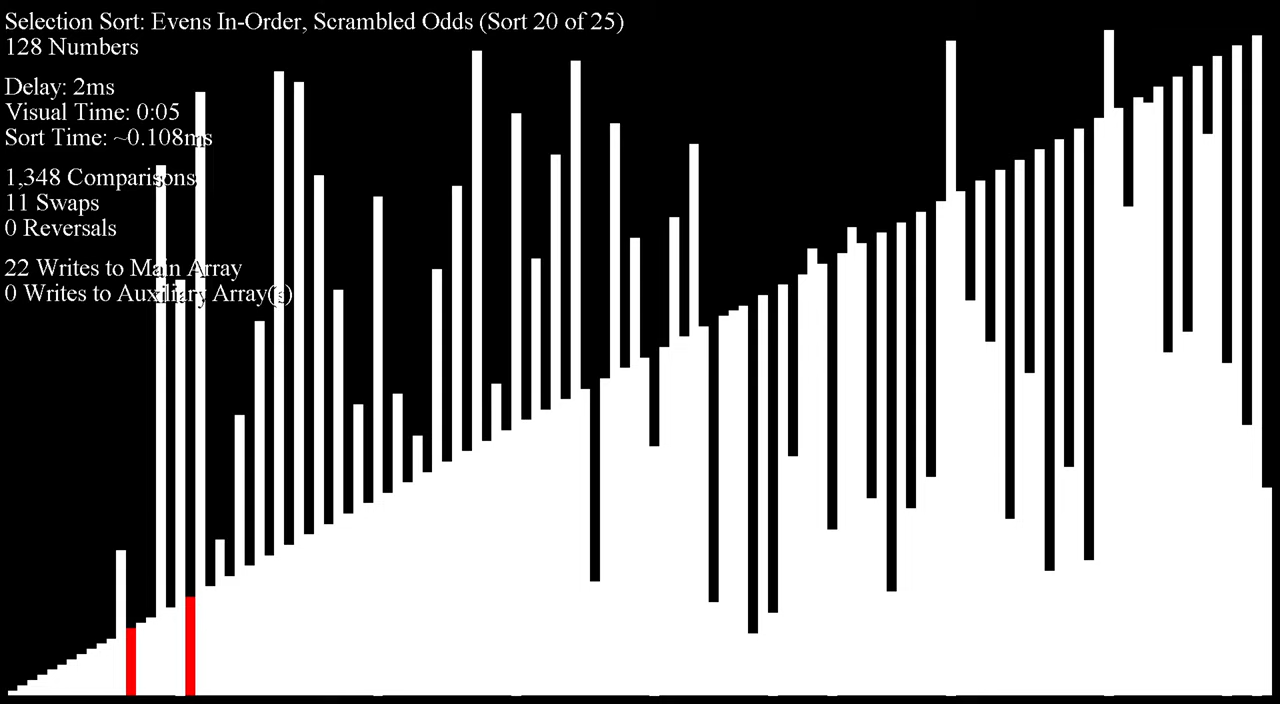 Selection Sort: Evens In-Order, Scrambled Odds (Sort 20 of 25)
128 Numbers
Delay: 2ms
Visual Time: 0:05
Sort Time: ~0.108ms
1,348 Comparisons
11 Swaps
0 Reversals
22 Writes to Main Array
0 Writes to Auxiliary Array(s)